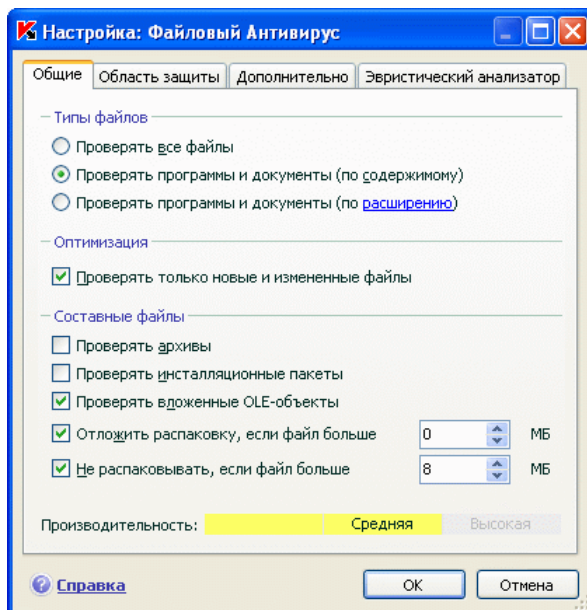 Настройка: Файловый Антивирус
Общие Область защиты Дополнительно Эвристический анализатор
Типы файлов
Проверять все файлы
Проверять программы и документы (по содержимому)
Проверять программы и документы (по расширению)
Оптимизация
Проверять только новые и измененные файлы
Составные файлы
Проверять архивы
Проверять инсталляционные пакеты
Проверять вложенные OLE-объекты
Отложить распаковку, если файл больше 0 МБ
Не распаковывать, если файл больше 8 МБ
Производительность: Средняя Высокая
Справка OK Отмена